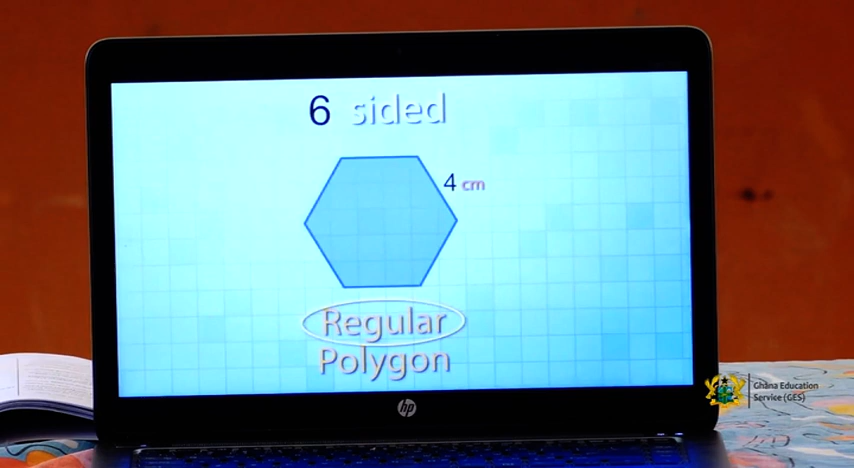 6 sided
4 cm
Regular
Polygon
hp
Ghana Education
Service (GES)